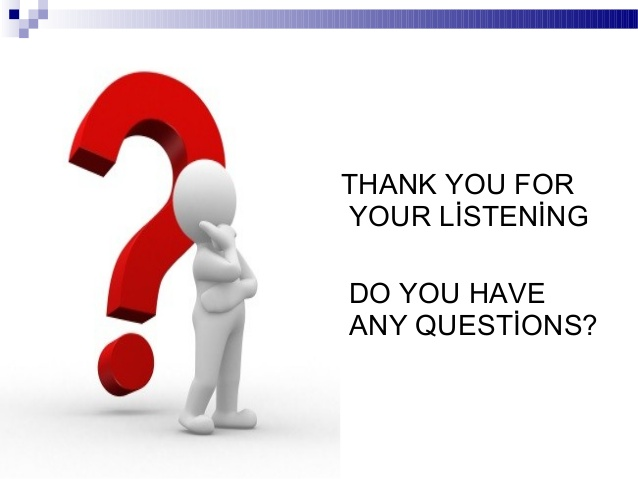 THANK YOU FOR
YOUR LİSTENİNG
DO YOU HAVE
ANY QUESTİONS?